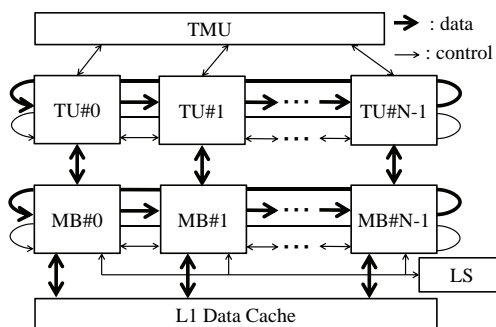 TMU
: data
: control
TU#0
TU#1
...
TU#N-1
MB#0
MB#1
...
MB#N-1
LS
L1 Data Cache